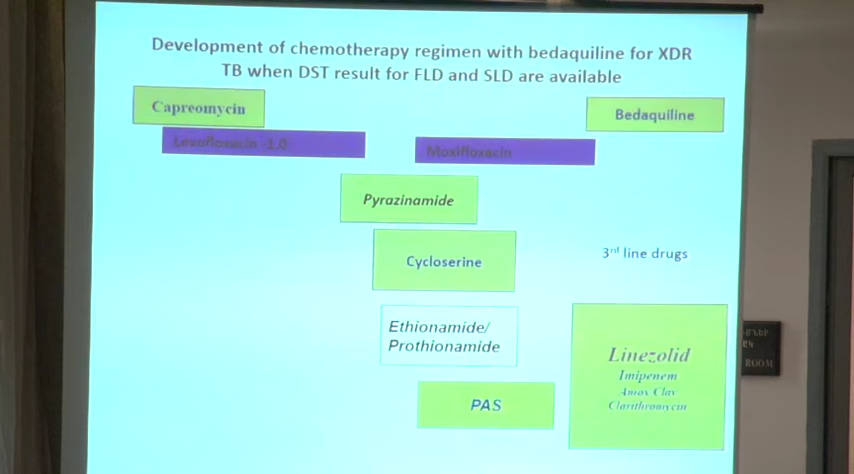 Development of chemotherapy regimen with bedaquiline for XDR
TB when DST result for FLD and SLD are available
Capreomycin
Bedaquiline
Levofloxacin -1.0
Moxifloxacin
Pyrazinamide
Cycloserine
3rd line drugs
Ethionamide/
Prothionamide
Linezolid
Imipenem
Amox Clav
Clarithromycin
PAS
ROOM